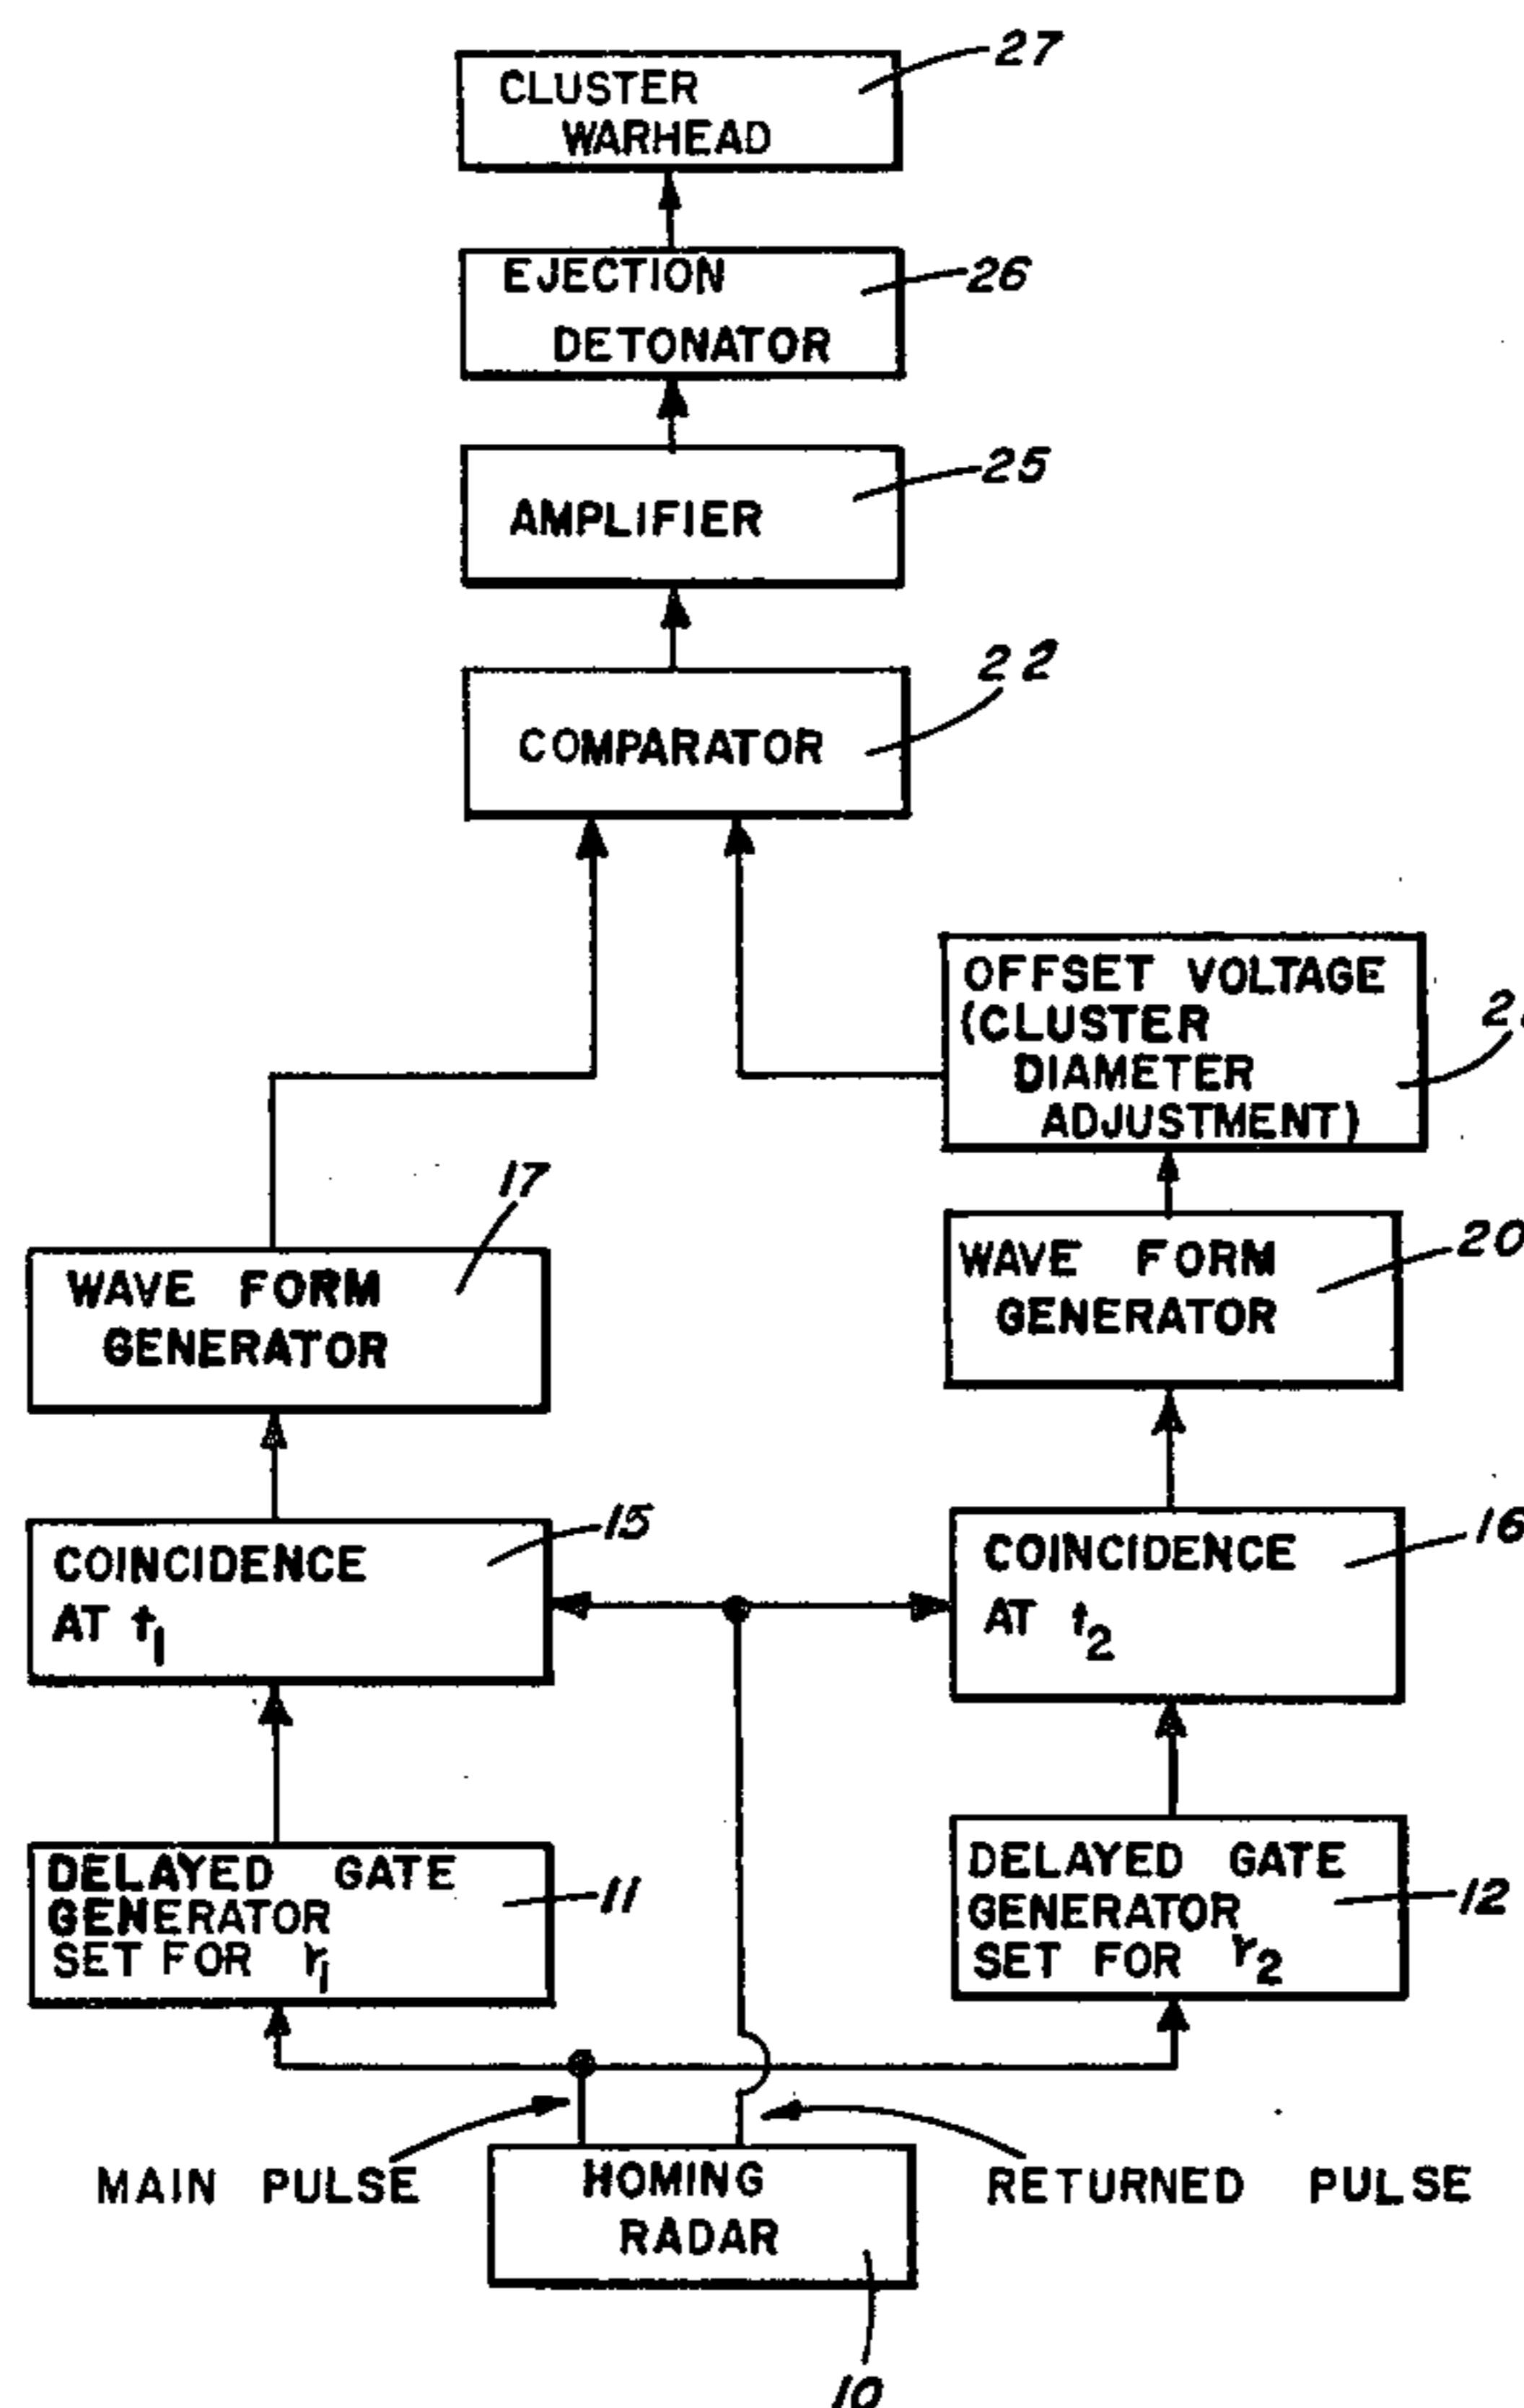 27
CLUSTER
WARHEAD
26
EJECTION
DETONATOR
25
AMPLIFIER
22
COMPARATOR
OFFSET VOLTAGE
(CLUSTER
DIAMETER
ADJUSTMENT)
17
WAVE FORM
GENERATOR
20
WAVE FORM
GENERATOR
15
COINCIDENCE
AT t1
16
COINCIDENCE
AT t2
11
DELAYED GATE
GENERATOR
SET FOR r1
12
DELAYED GATE
GENERATOR
SET FOR r2
MAIN PULSE
RETURNED PULSE
HOMING
RADAR
10